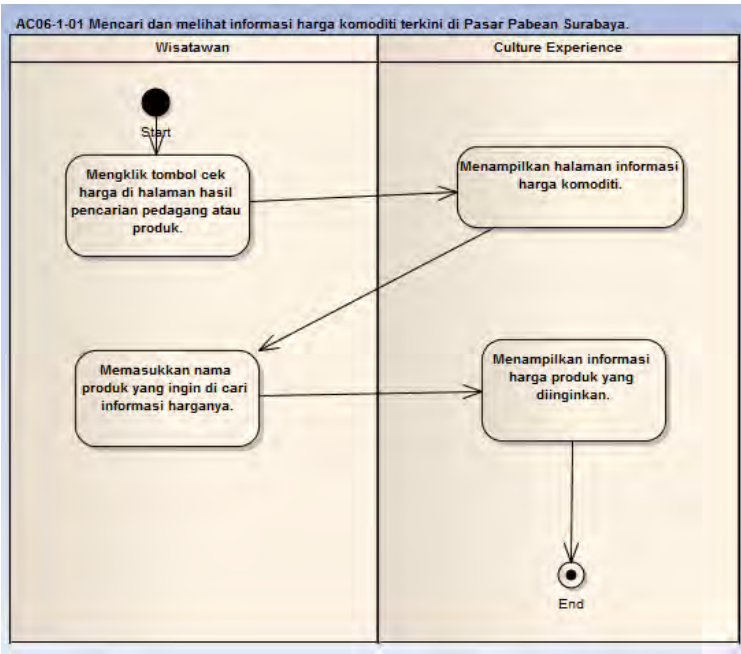 AC06-1-01 Mencari dan melihat informasi harga komoditi terkini di Pasar Pabean Surabaya.
Wisatawan
Culture Experience
Start
Mengklik tombol cek
harga di halaman hasil
pencarian pedagang atau
produk.
Menampilkan halaman informasi
harga komoditi.
Memasukkan nama
produk yang ingin di cari
informasi harganya.
Menampilkan informasi
harga produk yang
diinginkan.
End